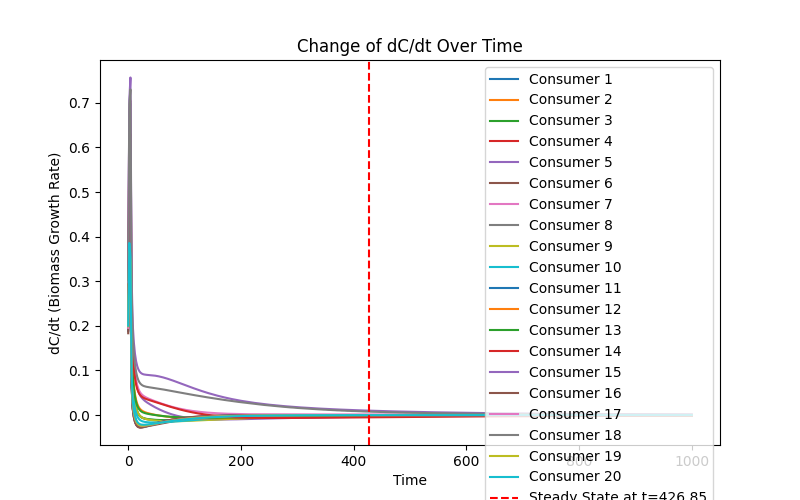 Change of dC/dt Over Time
dC/dt (Biomass Growth Rate)
0.7
0.6
0.5
0.4
0.3
0.2
0.1
0.0
Consumer 1
Consumer 2
Consumer 3
Consumer 4
Consumer 5
Consumer 6
Consumer 7
Consumer 8
Consumer 9
Consumer 10
Consumer 11
Consumer 12
Consumer 13
Consumer 14
Consumer 15
Consumer 16
Consumer 17
Consumer 18
Consumer 19
Consumer 20
Steady State at t=426.85
0 200 400 600 800 1000
Time